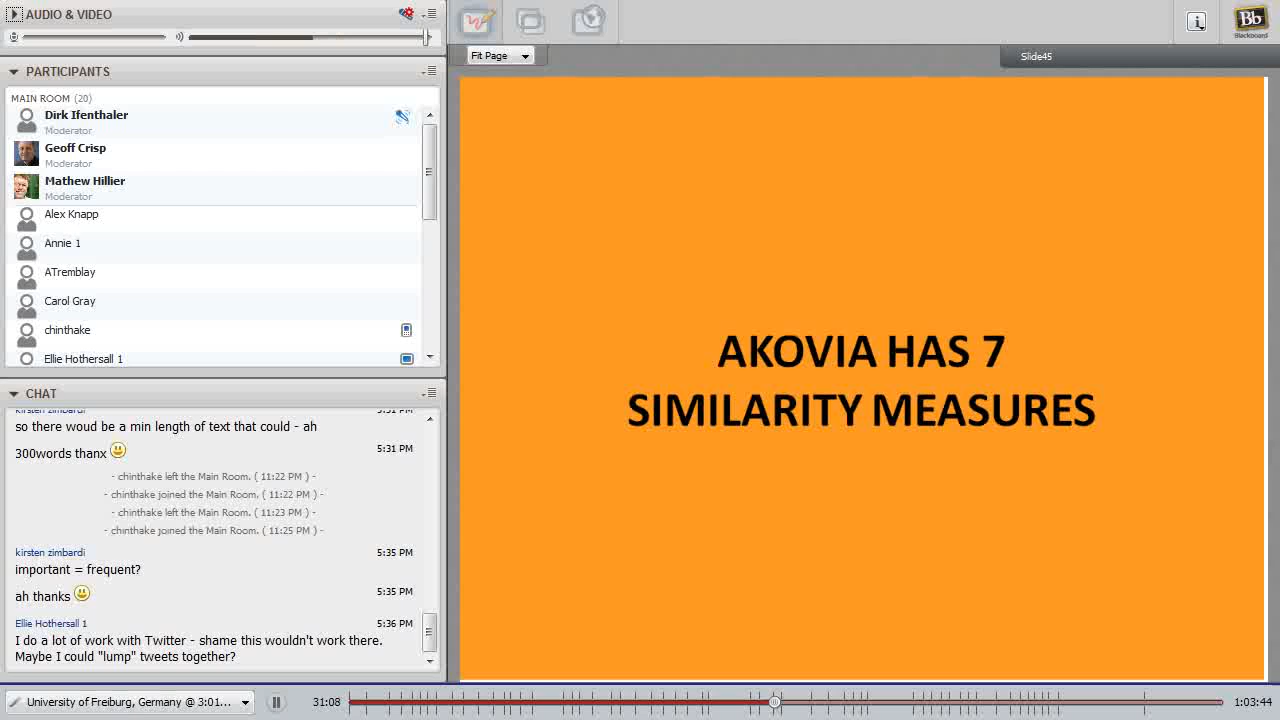 AUDIO & VIDEO
PARTICIPANTS
MAIN ROOM (20)
Dirk Ifenthaler
Moderator
Geoff Crisp
Moderator
Mathew Hillier
Moderator
Alex Knapp
Annie 1
ATremblay
Carol Gray
chinthake
Ellie Hothersall 1
CHAT
kirsten zimbardi 5:31 PM
so there woud be a min length of text that could - ah
300words thanx 5:31 PM
- chinthake left the Main Room. ( 11:22 PM ) -
- chinthake joined the Main Room. ( 11:22 PM ) -
- chinthake left the Main Room. ( 11:23 PM ) -
- chinthake joined the Main Room. ( 11:25 PM ) -
kirsten zimbardi 5:35 PM
important = frequent?
ah thanks 5:35 PM
Ellie Hothersall 1 5:36 PM
I do a lot of work with Twitter - shame this wouldn't work there.
Maybe I could "lump" tweets together?
Fit Page
Slide45
Bb
Blackboard
AKOVIA HAS 7
SIMILARITY MEASURES
University of Freiburg, Germany @ 3:01... 31:08 1:03:44